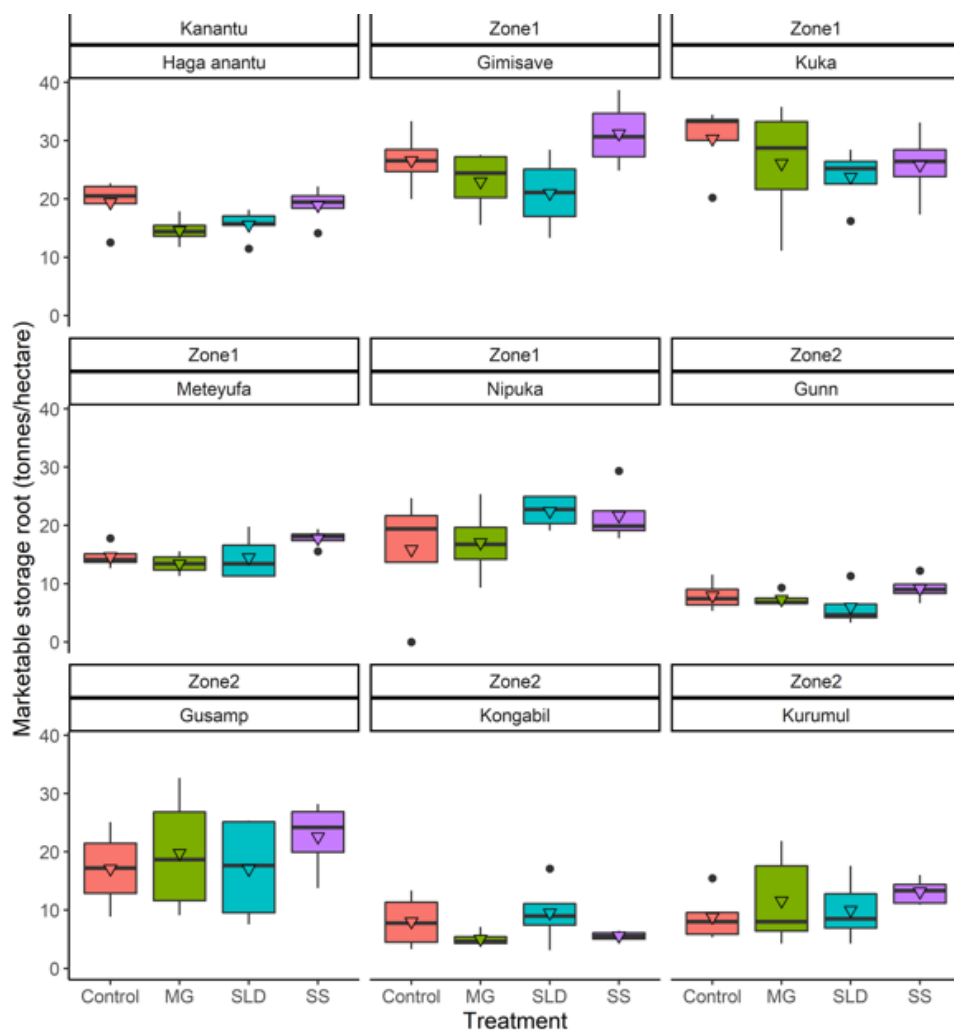 Kanantu
Zone1
Zone1
Haga anantu
Gimisave
Kuka
40
30
20
10
0
Zone1
Zone1
Zone2
Meteyufa
Nipuka
Gunn
40
30
20
10
0
Zone2
Zone2
Zone2
Gusamp
Kongabil
Kurumul
40
30
20
10
0
Marketable storage root (tonnes/hectare)
Control MG SLD SS
Control MG SLD SS
Control MG SLD SS
Treatment